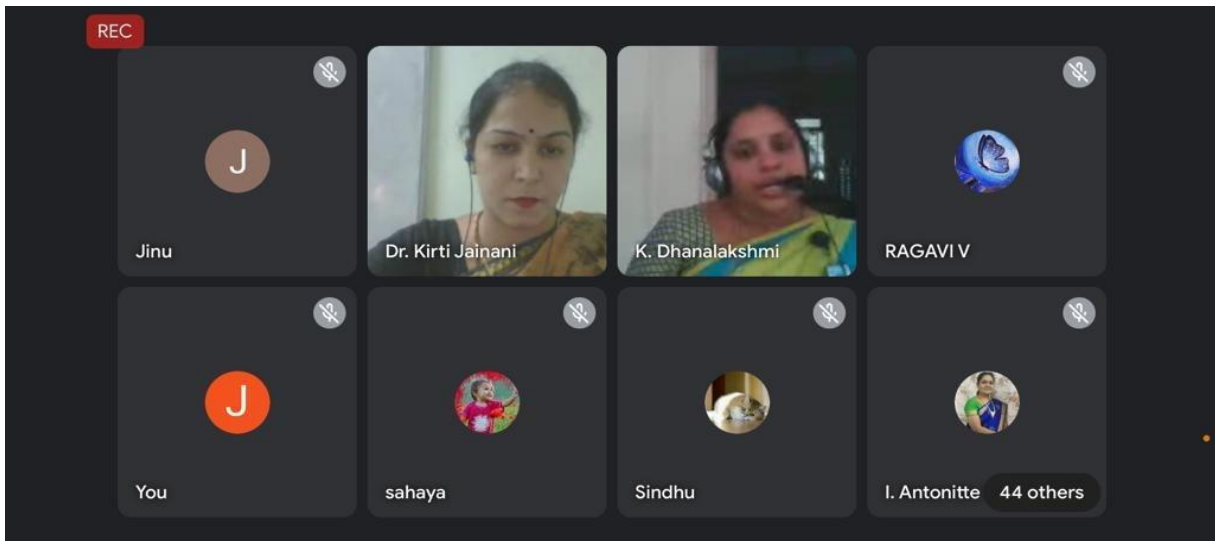 REC
J
Jinu
Dr. Kirti Jainani
K. Dhanalakshmi
RAGAVI V
J
You
sahaya
Sindhu
I. Antonitte
44 others